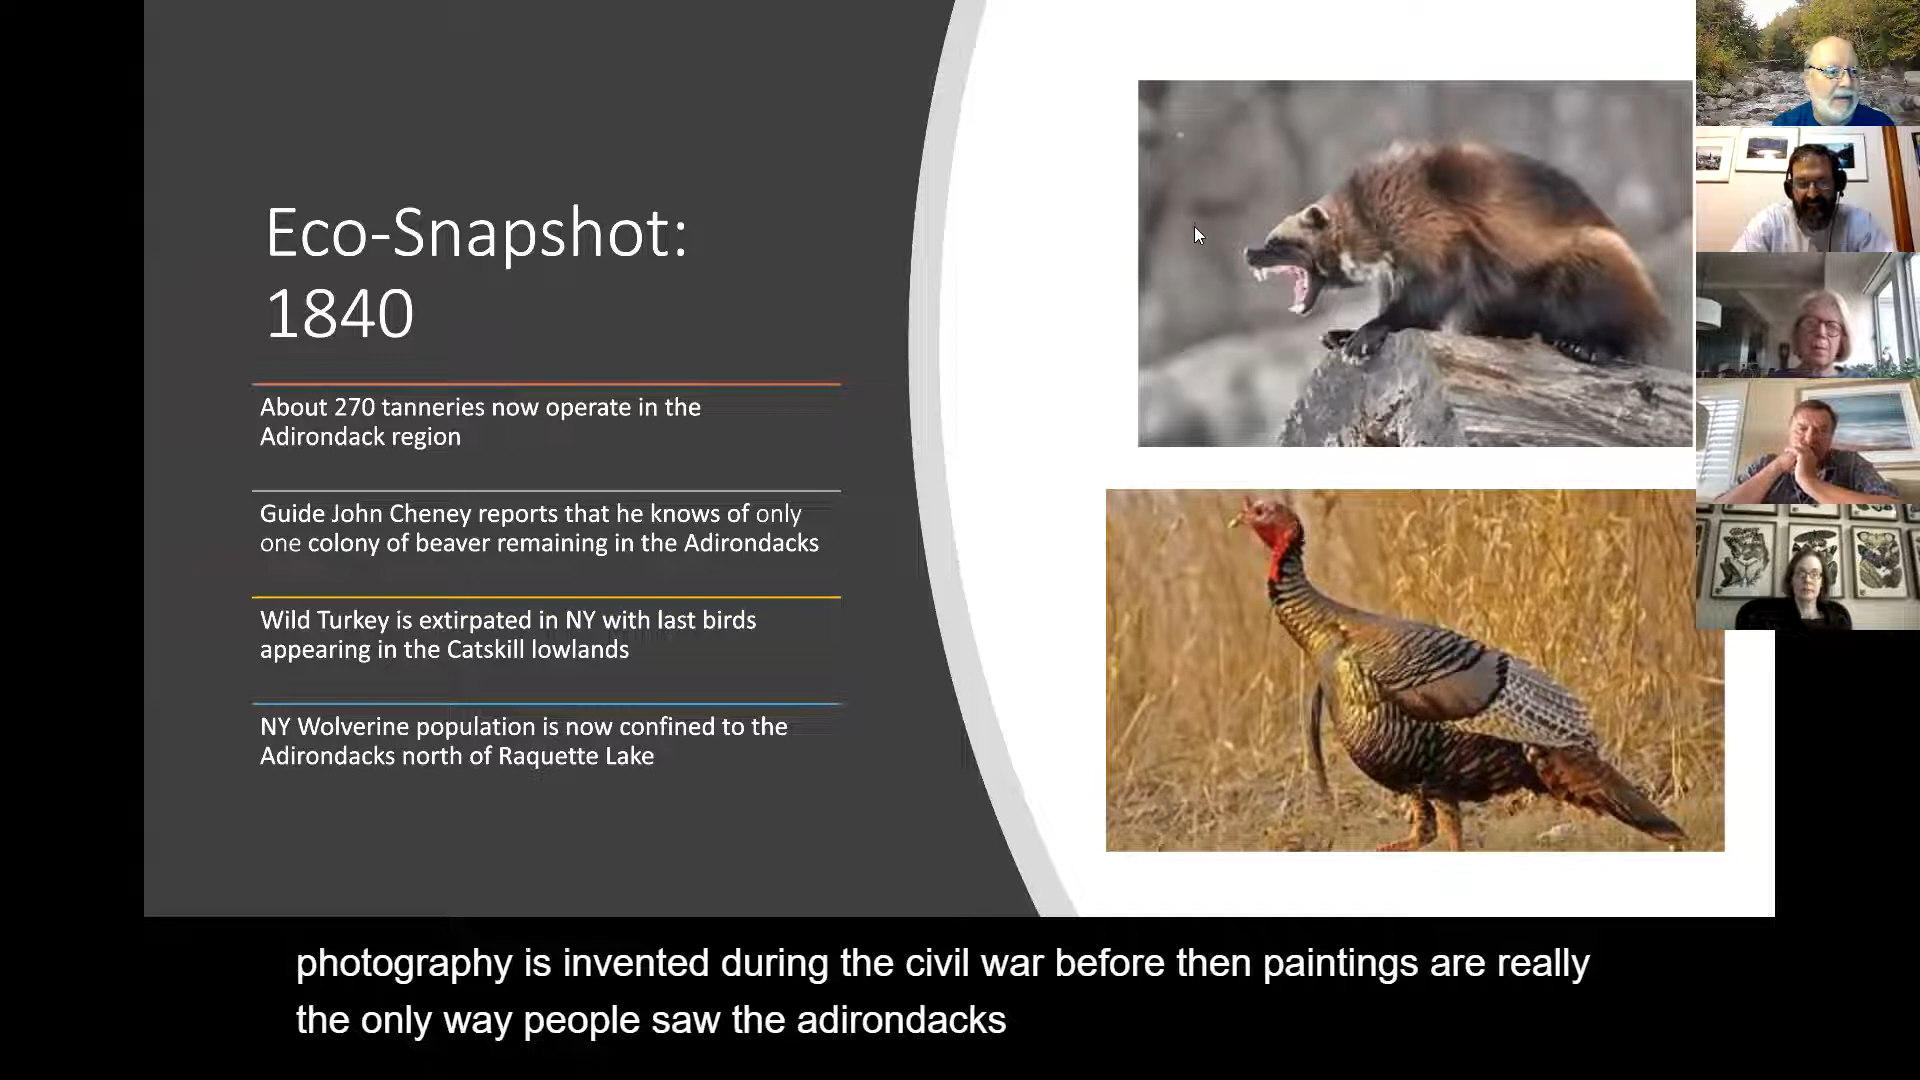 Eco-Snapshot:
1840
About 270 tanneries now operate in the
Adirondack region
Guide John Cheney reports that he knows of only
one colony of beaver remaining in the Adirondacks
Wild Turkey is extirpated in NY with last birds
appearing in the Catskill lowlands
NY Wolverine population is now confined to the
Adirondacks north of Raquette Lake
photography is invented during the civil war before then paintings are really
the only way people saw the adirondacks